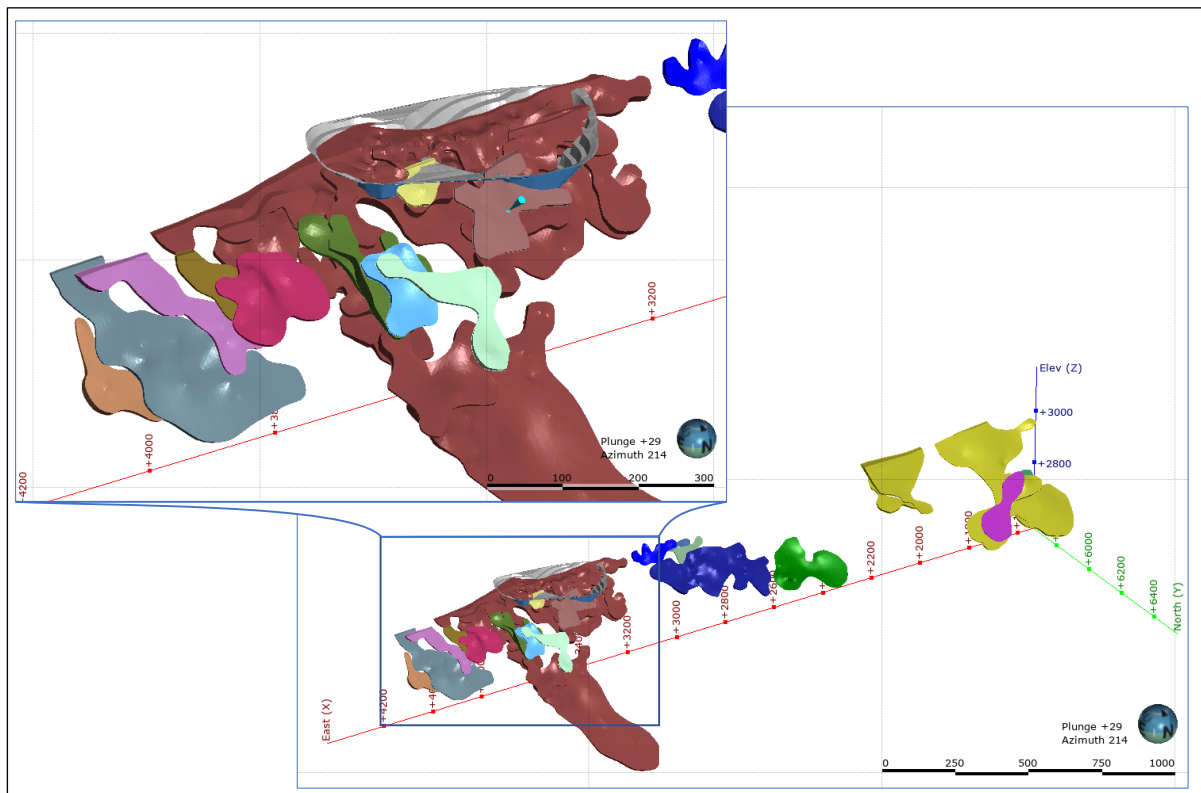 +3200
+4000
-4200
Plunge +29
Azimuth 214
0 100 200 300
Elev (Z)
+3000
+2800
+2200
+2000
+6000
+6200
+6400
North (Y)
+3200
+3000
+2800
+4200
East (X)
Plunge +29
Azimuth 214
0 250 500 750 1000